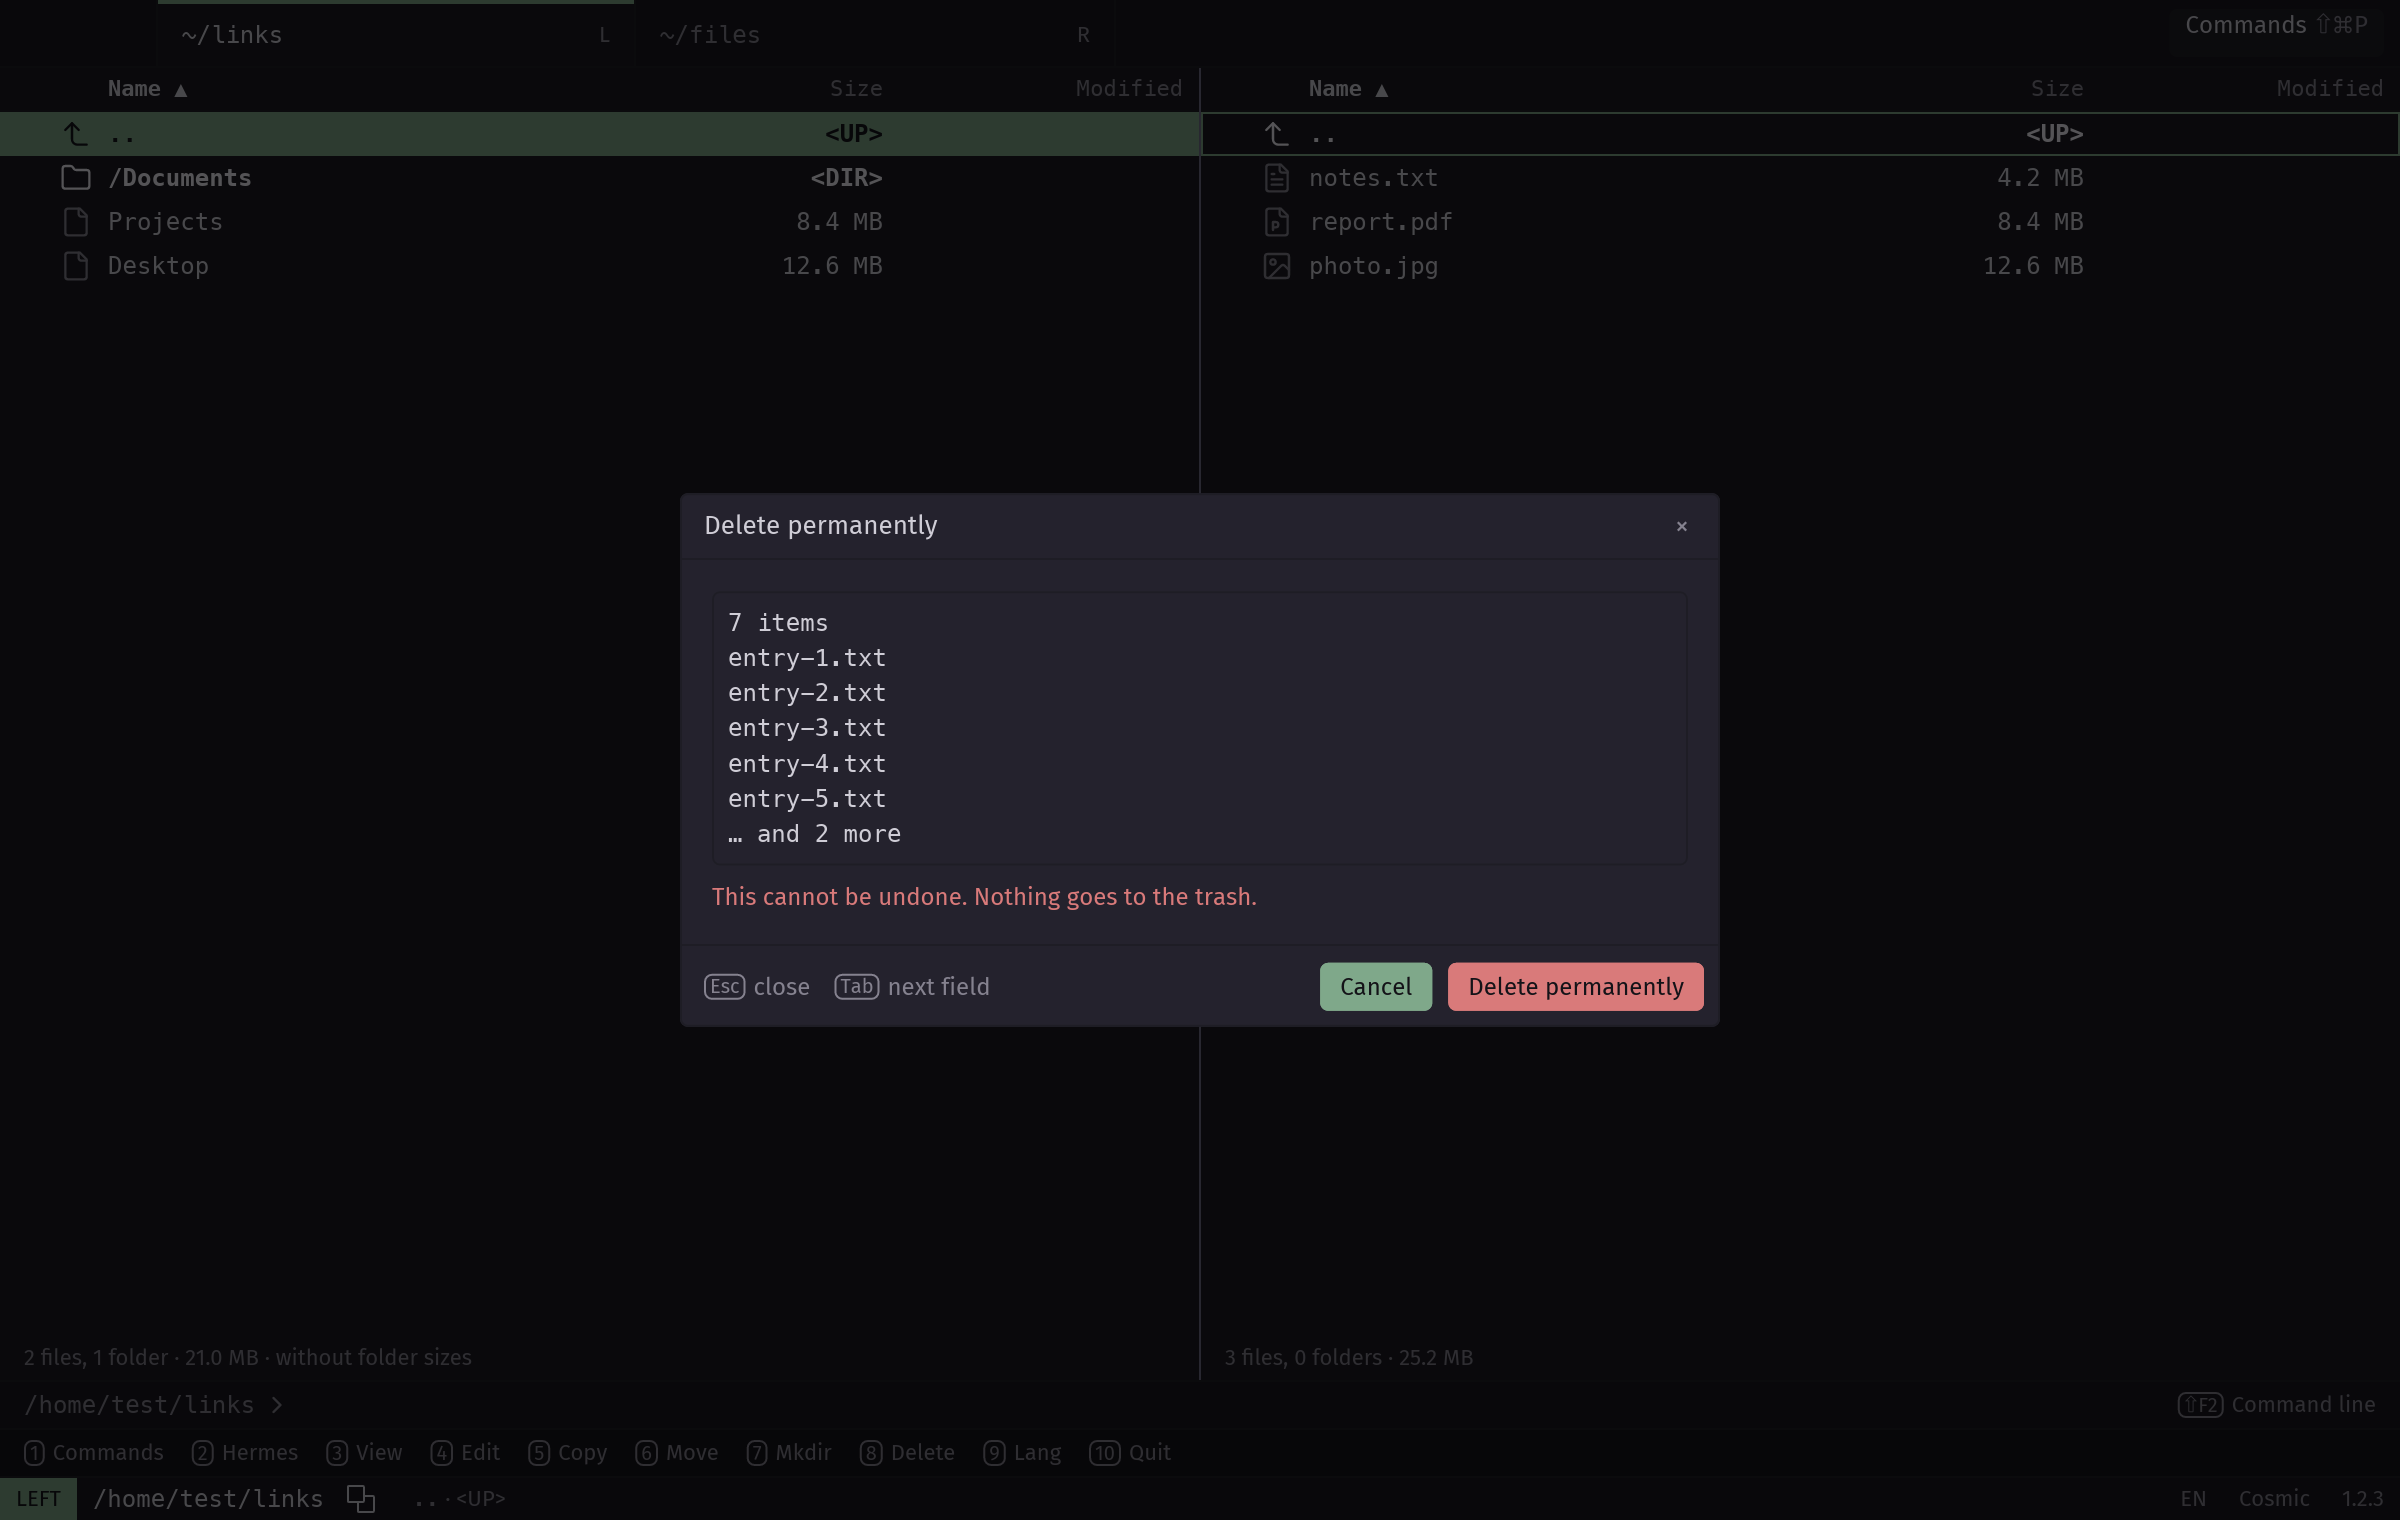 ~/links L ~/files R Commands ⇧⌘P
Name ▲ Size Modified Name ▲ Size Modified
.. <UP> .. <UP>
/Documents <DIR> notes.txt 4.2 MB
Projects 8.4 MB report.pdf 8.4 MB
Desktop 12.6 MB photo.jpg 12.6 MB
Delete permanently ×
7 items
entry-1.txt
entry-2.txt
entry-3.txt
entry-4.txt
entry-5.txt
… and 2 more
This cannot be undone. Nothing goes to the trash.
Esc close Tab next field Cancel Delete permanently
2 files, 1 folder · 21.0 MB · without folder sizes 3 files, 0 folders · 25.2 MB
/home/test/links > ⇧F2 Command line
1 Commands 2 Hermes 3 View 4 Edit 5 Copy 6 Move 7 Mkdir 8 Delete 9 Lang 10 Quit
LEFT /home/test/links .. · <UP> EN Cosmic 1.2.3